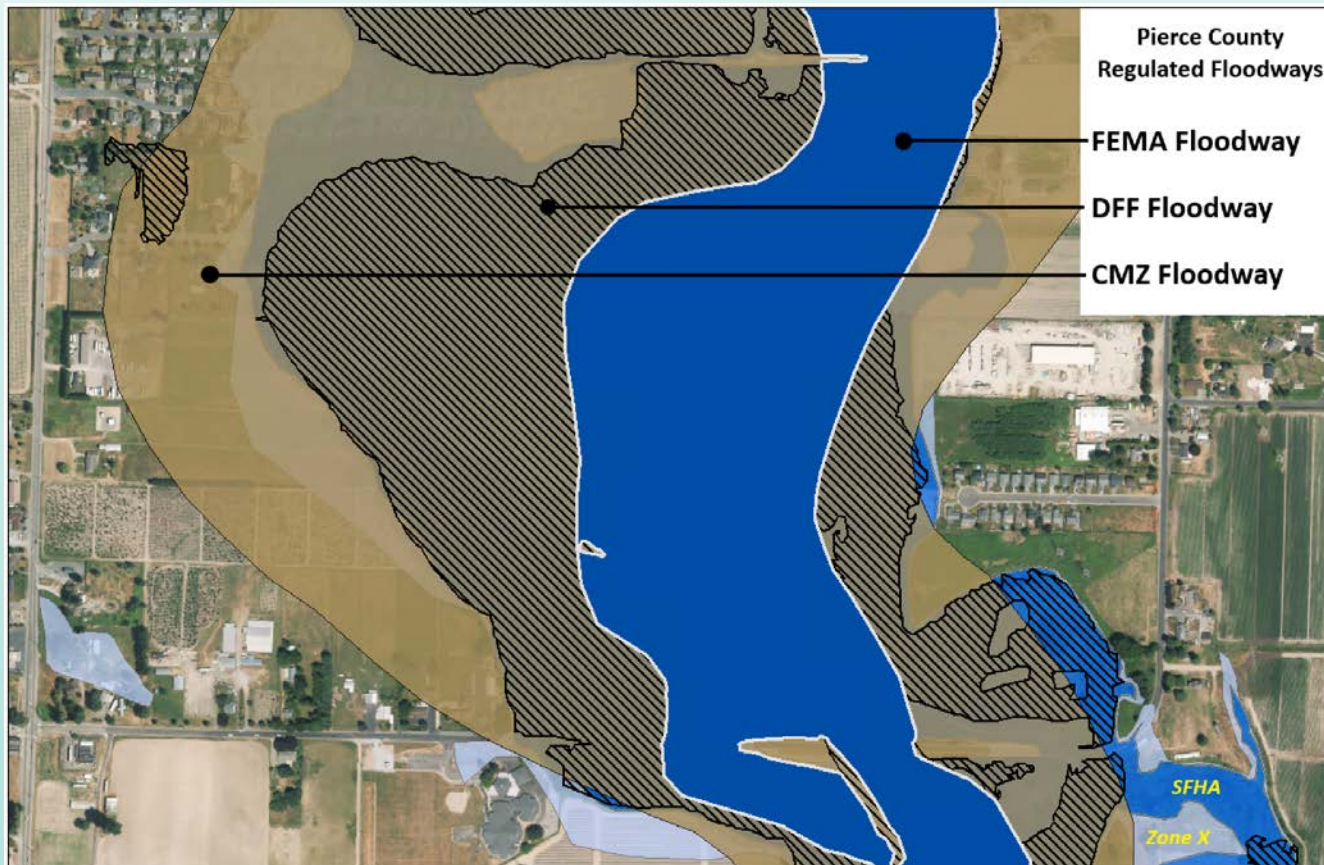 Pierce County
Regulated Floodways
FEMA Floodway
DFF Floodway
CMZ Floodway
SFHA
Zone X